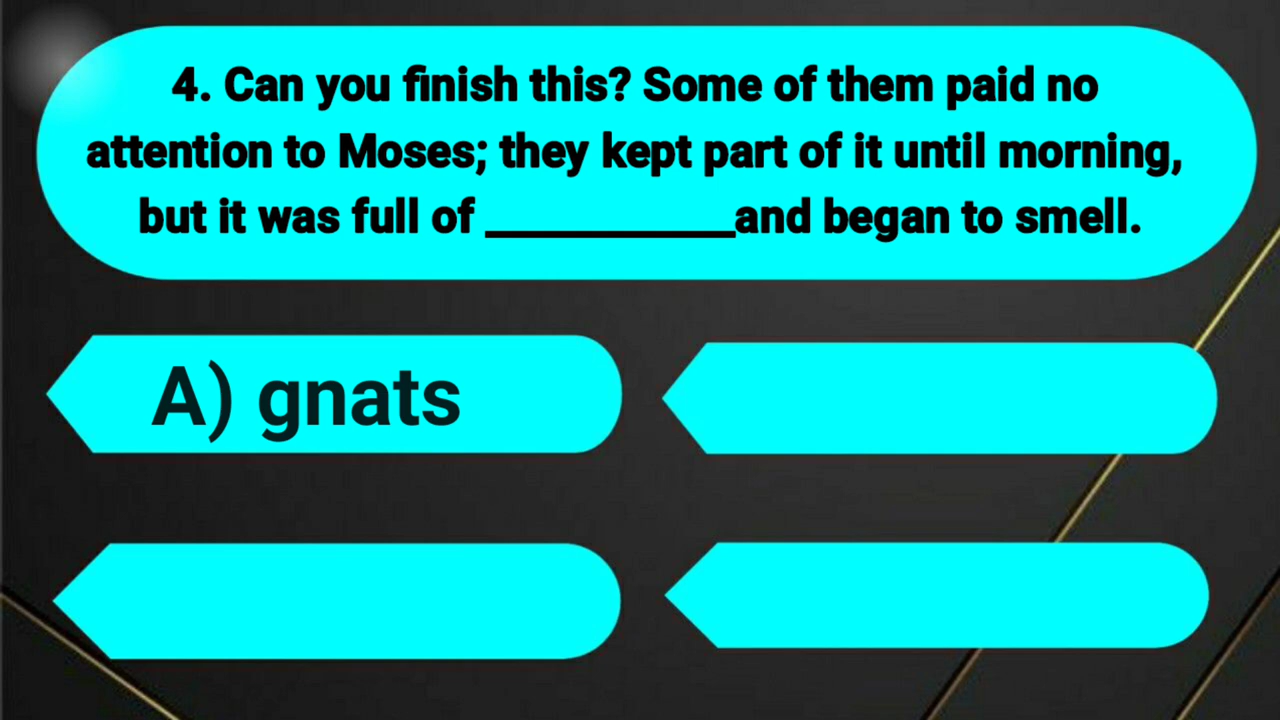 4. Can you finish this? Some of them paid no
attention to Moses; they kept part of it until morning,
but it was full of ___________and began to smell.
A) gnats